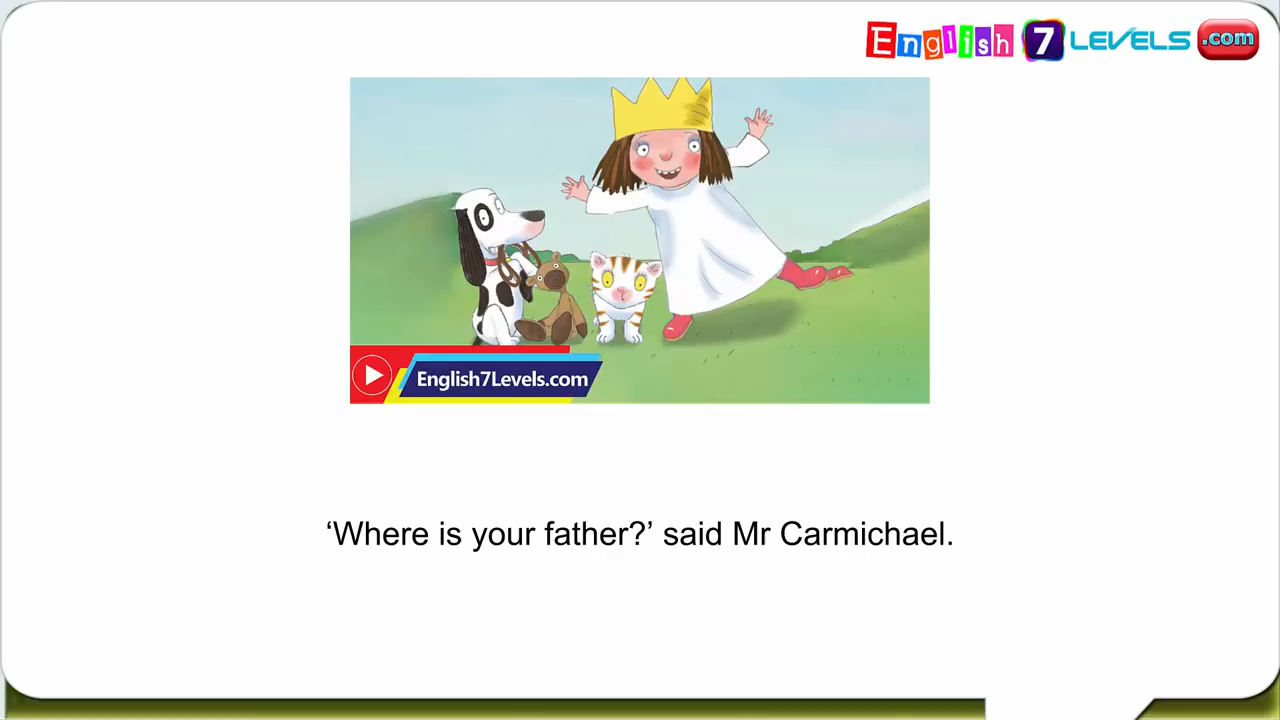 English 7 LEVELS .com
English7Levels.com
‘Where is your father?’ said Mr Carmichael.